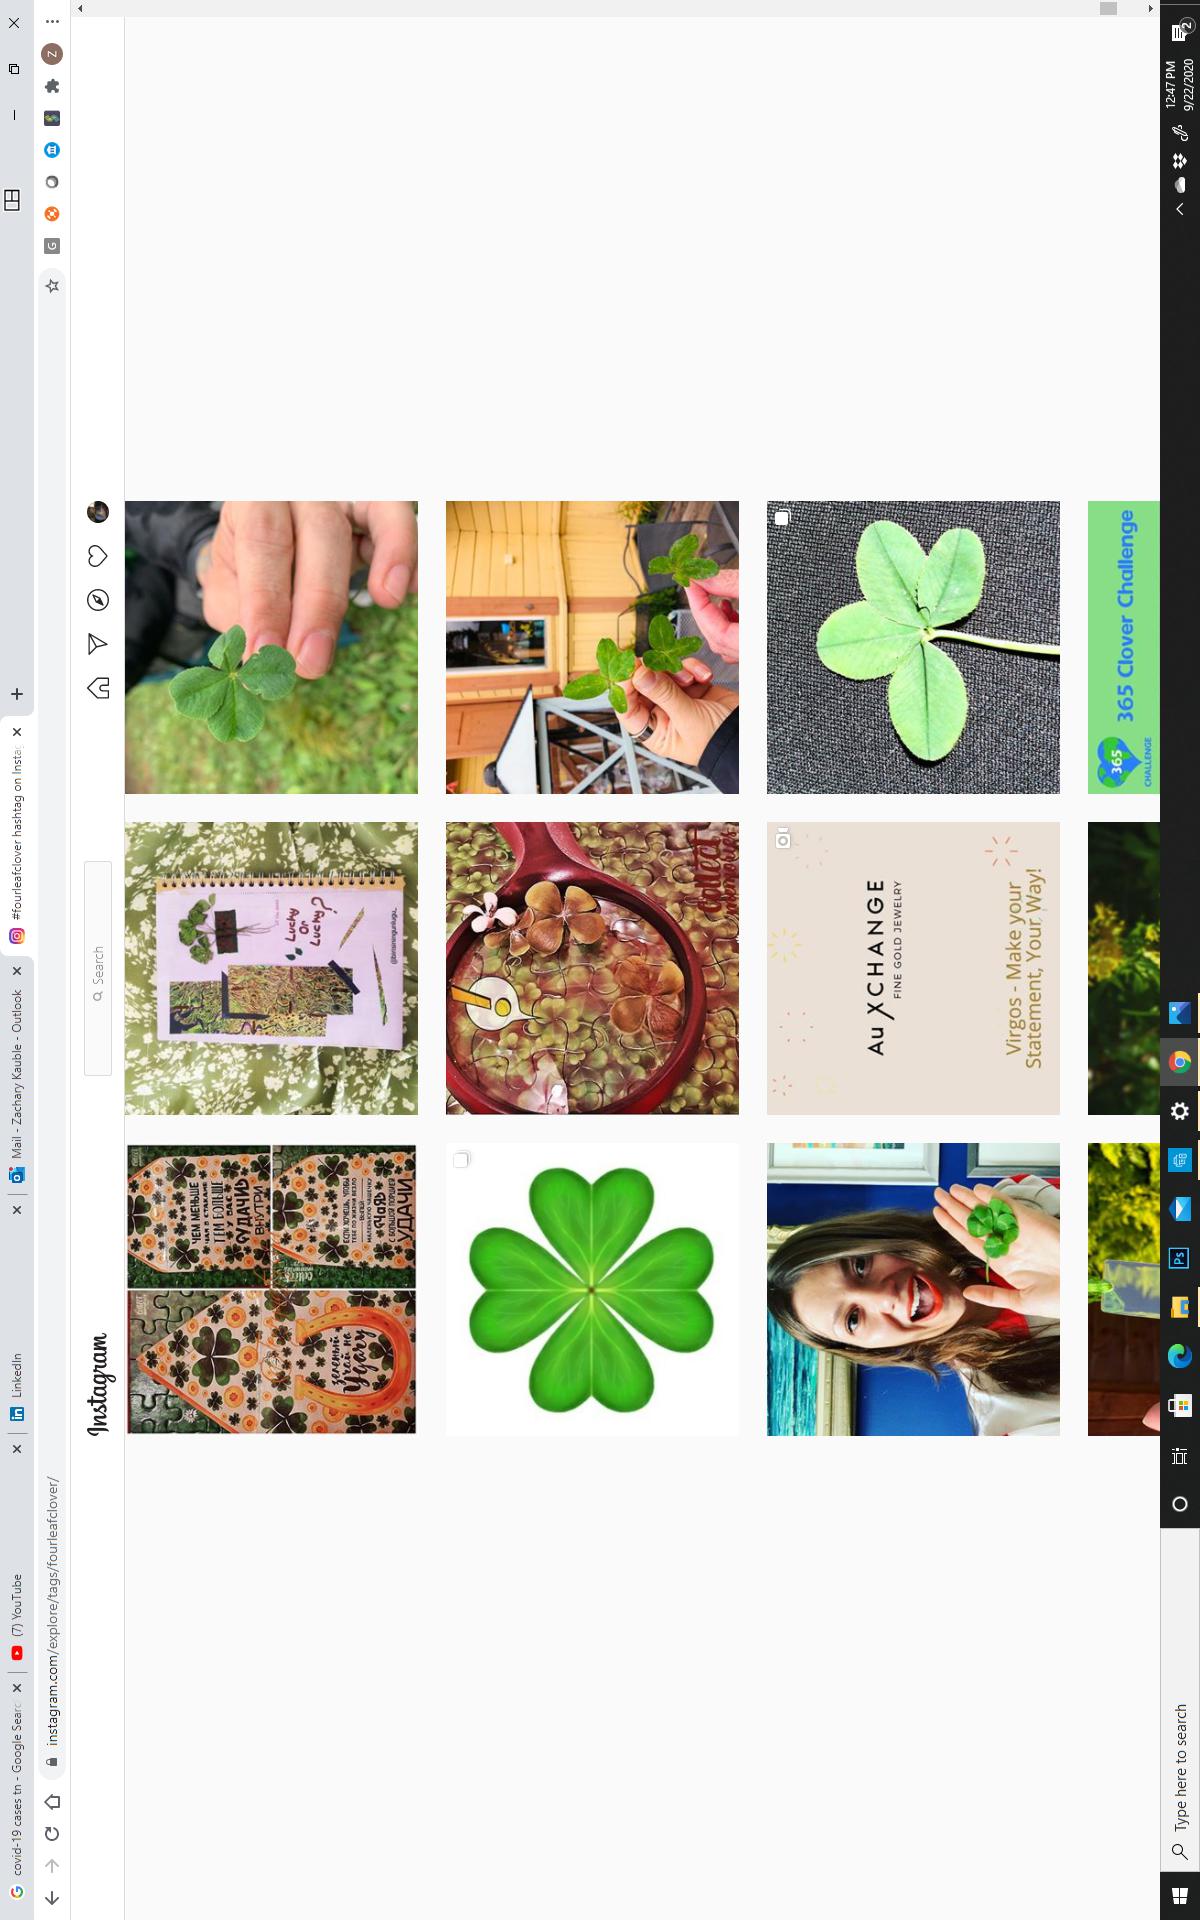 covid-19 cases tn - Google Searc
(7) YouTube
LinkedIn
Mail - Zachary Kauble - Outlook
#fourleafclover hashtag on Insta
instagram.com/explore/tags/fourleafclover/
G
Z
Instagram
Search
зелёный
Чай на
Удачу
ЧЕМ МЕНЬШЕ
ЧАЯ В СТАКАНЕ
ТЕМ БОЛЬШЕ
У ВАС
УДАЧИ
ВНУТРИ
ЕСЛИ ХОЧЕШЬ, ЧТОБЫ
ТЕБЕ ПО ЖИЗНИ ВЕЗЛО
ВЫПЕЙ
МАЛЕНЬКУЮ ЧАШЕЧКУ
ЧАЯ
С БОЛЬШОЙ ПОРЦИЕЙ
УДАЧИ
Lucky
Or
Lucky?
Au XCHANGE
FINE GOLD JEWELRY
Virgos - Make your
Statement, Your Way!
365
CHALLENGE
365 Clover Challenge
Type here to search
Ps
12:47 PM
9/22/2020
2